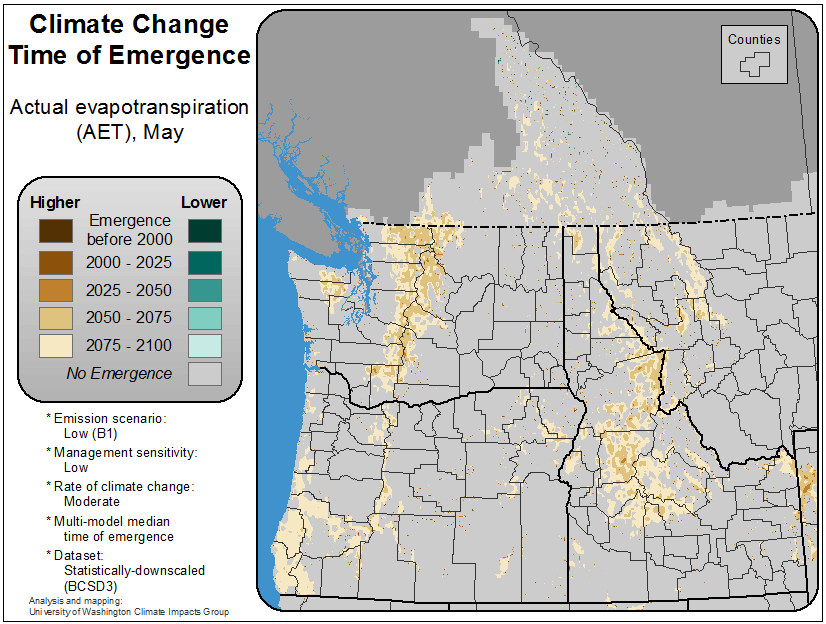 Climate Change
Time of Emergence
Actual evapotranspiration
(AET), May
Higher
Lower
Emergence
before 2000
2000 - 2025
2025 - 2050
2050 - 2075
2075 - 2100
No Emergence
* Emission scenario:
Low (B1)
* Management sensitivity:
Low
* Rate of climate change:
Moderate
* Multi-model median
time of emergence
* Dataset:
Statistically-downscaled
(BCSD3)
Analysis and mapping:
University of Washington Climate Impacts Group
Counties